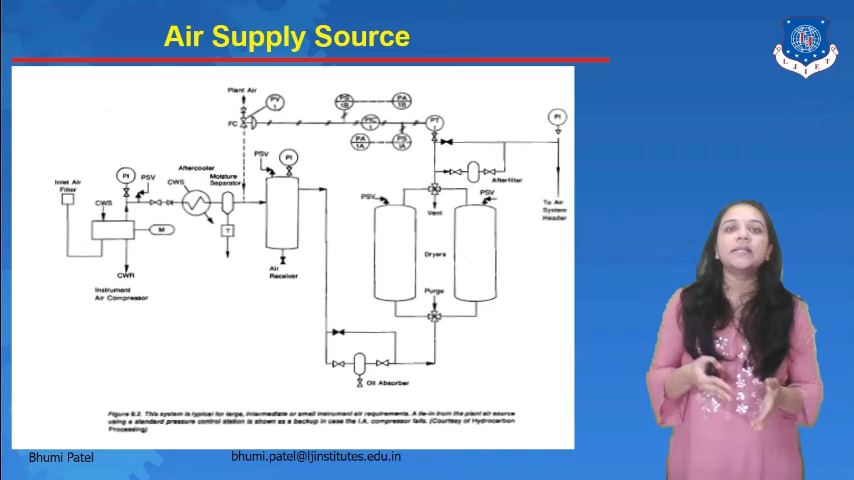 Air Supply Source
LJIET
Plant Air
PV
1
FC
PS
1B
PA
1B
PIC
1
PA
1A
PS
1A
PT
1
PI
Aftercooler
PSV
PI
Moisture
Separator
PSV
PI
CWS
Inlet Air
Filter
CWS
M
T
CWR
Instrument
Air Compressor
Air
Receiver
Afterfilter
PSV
PSV
Vent
To Air
System
Header
Dryers
Purge
Oil Absorber
Figure 9.2. This system is typical for large, intermediate or small instrument air requirements. A tie-in from the plant air source
using a standard pressure control station is shown as a backup in case the I.A. compressor fails. (Courtesy of Hydrocarbon
Processing)
Bhumi Patel
bhumi.patel@ljinstitutes.edu.in